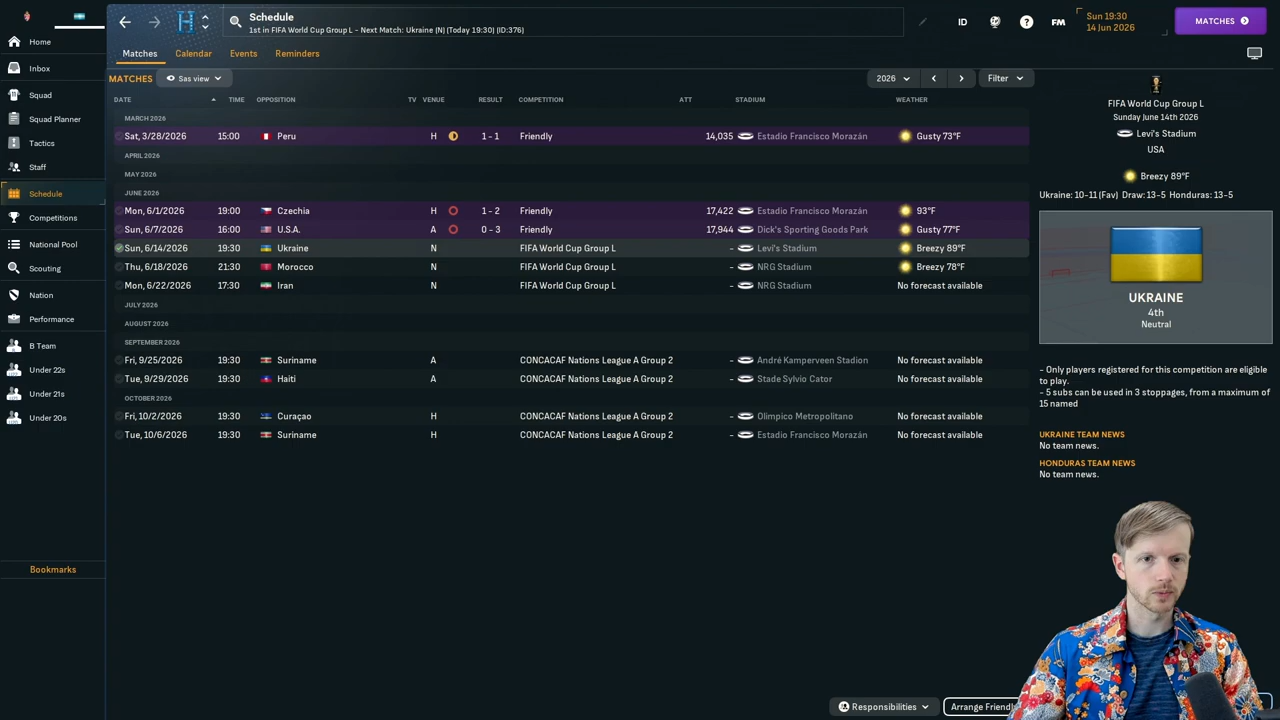 Schedule
1st in FIFA World Cup Group L - Next Match: Ukraine (N) (Today 19:30) (ID:376)
ID
?
FM
Sun 19:30
14 Jun 2026
MATCHES
Home
Inbox
Squad
Squad Planner
Tactics
Staff
Schedule
Competitions
National Pool
Scouting
Nation
Performance
B Team
Under 22s
Under 21s
Under 20s
Bookmarks
Matches
Calendar
Events
Reminders
MATCHES
Sas view
2026
Filter
DATE TIME OPPOSITION TV VENUE RESULT COMPETITION ATT STADIUM WEATHER
MARCH 2026
Sat, 3/28/2026 15:00 Peru H 1 - 1 Friendly 14,035 Estadio Francisco Morazán Gusty 73°F
APRIL 2026
MAY 2026
JUNE 2026
Mon, 6/1/2026 19:00 Czechia H 1 - 2 Friendly 17,422 Estadio Francisco Morazán 93°F
Sun, 6/7/2026 16:00 U.S.A. A 0 - 3 Friendly 17,944 Dick's Sporting Goods Park Gusty 77°F
Sun, 6/14/2026 19:30 Ukraine N FIFA World Cup Group L - Levi's Stadium Breezy 89°F
Thu, 6/18/2026 21:30 Morocco N FIFA World Cup Group L - NRG Stadium Breezy 78°F
Mon, 6/22/2026 17:30 Iran N FIFA World Cup Group L - NRG Stadium No forecast available
JULY 2026
AUGUST 2026
SEPTEMBER 2026
Fri, 9/25/2026 19:30 Suriname A CONCACAF Nations League A Group 2 - André Kamperveen Stadion No forecast available
Tue, 9/29/2026 19:30 Haiti A CONCACAF Nations League A Group 2 - Stade Sylvio Cator No forecast available
OCTOBER 2026
Fri, 10/2/2026 19:30 Curaçao H CONCACAF Nations League A Group 2 - Olímpico Metropolitano No forecast available
Tue, 10/6/2026 19:30 Suriname H CONCACAF Nations League A Group 2 - Estadio Francisco Morazán No forecast available
FIFA World Cup Group L
Sunday June 14th 2026
Levi's Stadium
USA
Breezy 89°F
Ukraine: 10-11 (Fav) Draw: 13-5 Honduras: 13-5
UKRAINE
4th
Neutral
- Only players registered for this competition are eligible
to play.
- 5 subs can be used in 3 stoppages, from a maximum of
15 named
UKRAINE TEAM NEWS
No team news.
HONDURAS TEAM NEWS
No team news.
Responsibilities
Arrange Friendl